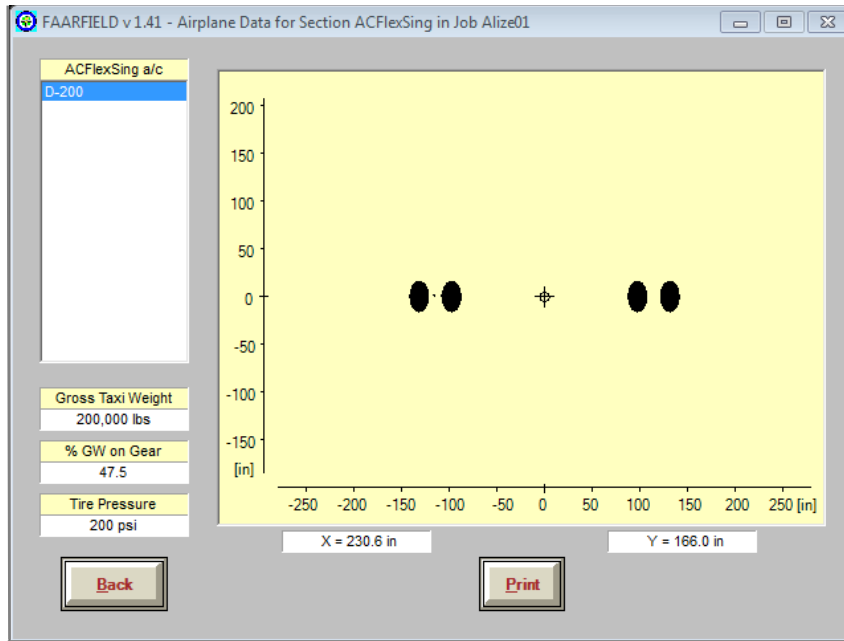 FAARFIELD v 1.41 - Airplane Data for Section ACFlexSing in Job Alize01
ACFlexSing a/c
D-200
Gross Taxi Weight
200,000 lbs
% GW on Gear
47.5
Tire Pressure
200 psi
Back
200
150
100
50
0
-50
-100
-150
[in]
-250 -200 -150 -100 -50 0 50 100 150 200 250 [in]
X = 230.6 in
Y = 166.0 in
Print